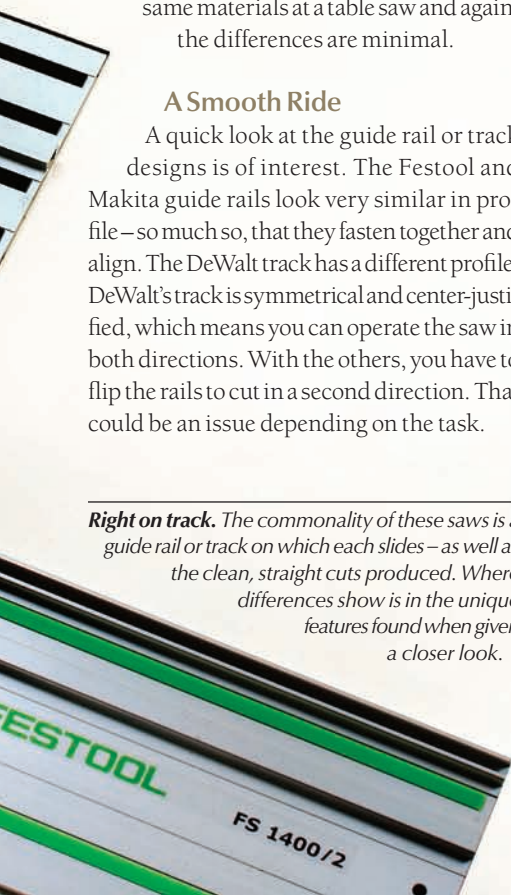 same materials at a table saw and again
the differences are minimal.
A Smooth Ride
A quick look at the guide rail or track
designs is of interest. The Festool and
Makita guide rails look very similar in pro
file – so much so, that they fasten together and
align. The DeWalt track has a different profile
DeWalt's track is symmetrical and center-justi
fied, which means you can operate the saw in
both directions. With the others, you have to
flip the rails to cut in a second direction. Tha
could be an issue depending on the task.
Right on track. The commonality of these saws is a
guide rail or track on which each slides – as well a
the clean, straight cuts produced. Where
differences show is in the unique
features found when given
a closer look.
FESTOOL
FS 1400/2